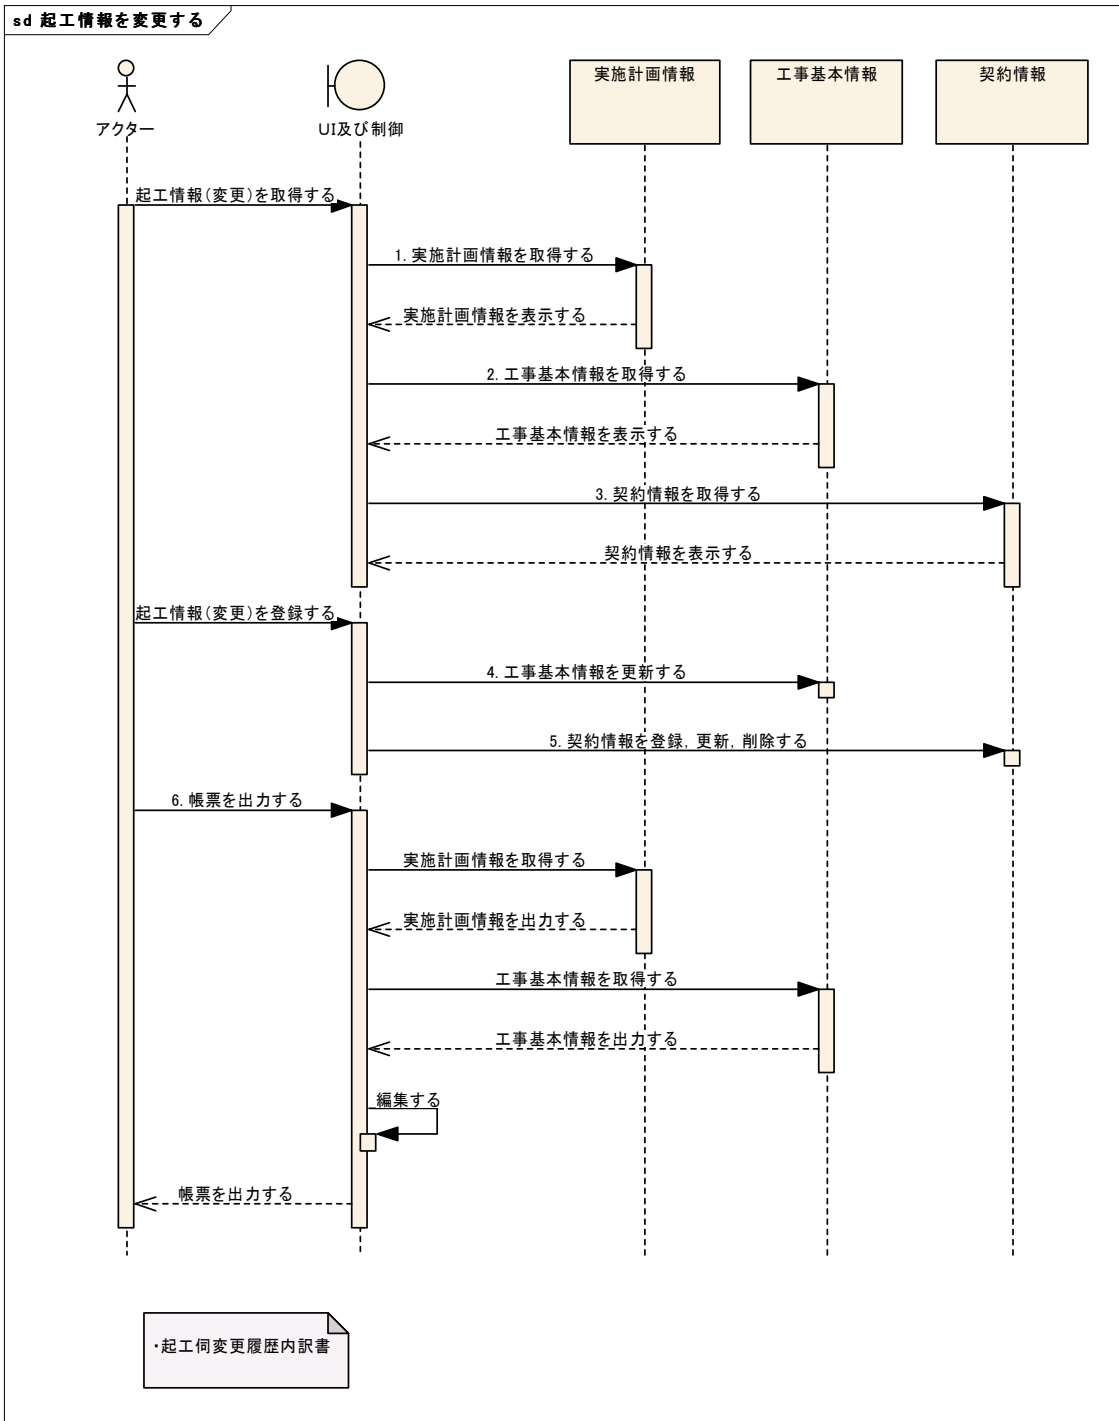 sd 起工情報を変更する
アクター
UI及び制御
実施計画情報
工事基本情報
契約情報
起工情報(変更)を取得する
1. 実施計画情報を取得する
実施計画情報を表示する
2. 工事基本情報を取得する
工事基本情報を表示する
3. 契約情報を取得する
契約情報を表示する
起工情報(変更)を登録する
4. 工事基本情報を更新する
5. 契約情報を登録, 更新, 削除する
6. 帳票を出力する
実施計画情報を取得する
実施計画情報を出力する
工事基本情報を取得する
工事基本情報を出力する
編集する
帳票を出力する
・起工伺変更履歴内訳書